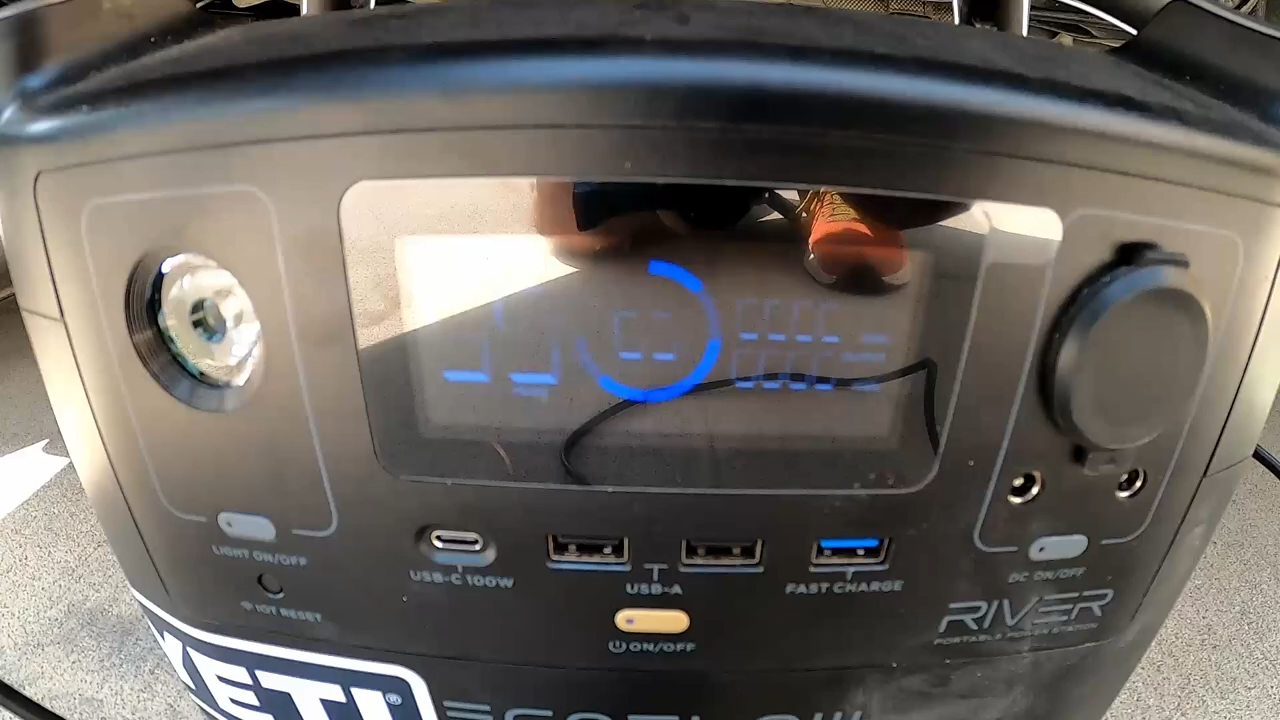 LIGHT ON/OFF
IOT RESET
USB-C 100W
USB-A
FAST CHARGE
DC ON/OFF
RIVER
PORTABLE POWER STATION
ON/OFF
YETI®